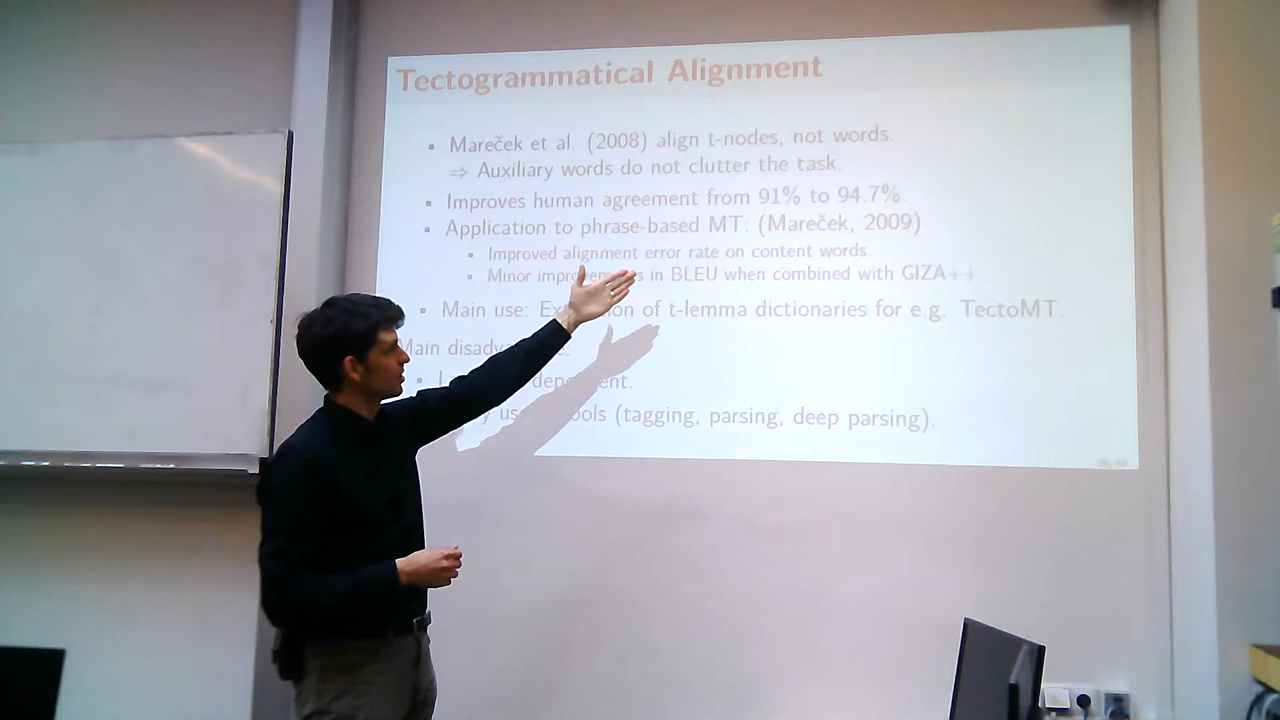 Tectogrammatical Alignment
▪ Mareček et al. (2008) align t-nodes, not words.
⇒ Auxiliary words do not clutter the task.
▪ Improves human agreement from 91% to 94.7%.
▪ Application to phrase-based MT: (Mareček, 2009)
▪ Improved alignment error rate on content words.
▪ Minor in BLEU when combined with GIZA++
▪ Main use: of t-lemma dictionaries for e.g. TectoMT.
Main
▪
(tagging, parsing, deep parsing).